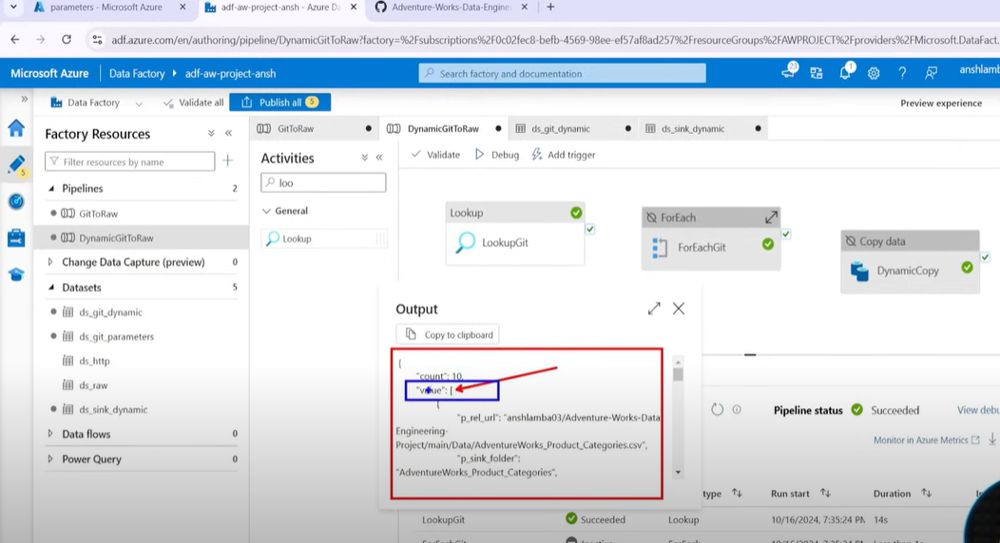 parameters - Microsoft Azure
adf-aw-project-ansh - Azure Da
Adventure-Works-Data-Engine
adf.azure.com/en/authoring/pipeline/DynamicGitToRaw?factory=%2Fsubscriptions%2F0c02fec8-befb-4569-98ee-ef57af8ad257%2FresourceGroups%2FAWPROJECT%2Fproviders%2FMicrosoft.DataFact.
Microsoft Azure
Data Factory
adf-aw-project-ansh
Search factory and documentation
23
1
anshlamb
Data Factory
Validate all
Publish all 5
Preview experience
Factory Resources
Filter resources by name
Pipelines 2
GitToRaw
DynamicGitToRaw
Change Data Capture (preview) 0
Datasets 5
ds_git_dynamic
ds_git_parameters
ds_http
ds_raw
ds_sink_dynamic
Data flows 0
Power Query 0
5
GitToRaw
DynamicGitToRaw
ds_git_dynamic
ds_sink_dynamic
Activities
loo
General
Lookup
Validate
Debug
Add trigger
Lookup
LookupGit
ForEach
ForEachGit
Copy data
DynamicCopy
Output
Copy to clipboard
{
"count": 10,
"value": [
{
"p_rel_url": "anshlamba03/Adventure-Works-Data
Engineering-
Project/main/Data/AdventureWorks_Product_Categories.csv",
"p_sink_folder":
"AdventureWorks_Product_Categories",
Pipeline status
Succeeded
View debu
Monitor in Azure Metrics
type
Run start
Duration
LookupGit
Succeeded
Lookup
10/16/2024, 7:35:24 PM
14s